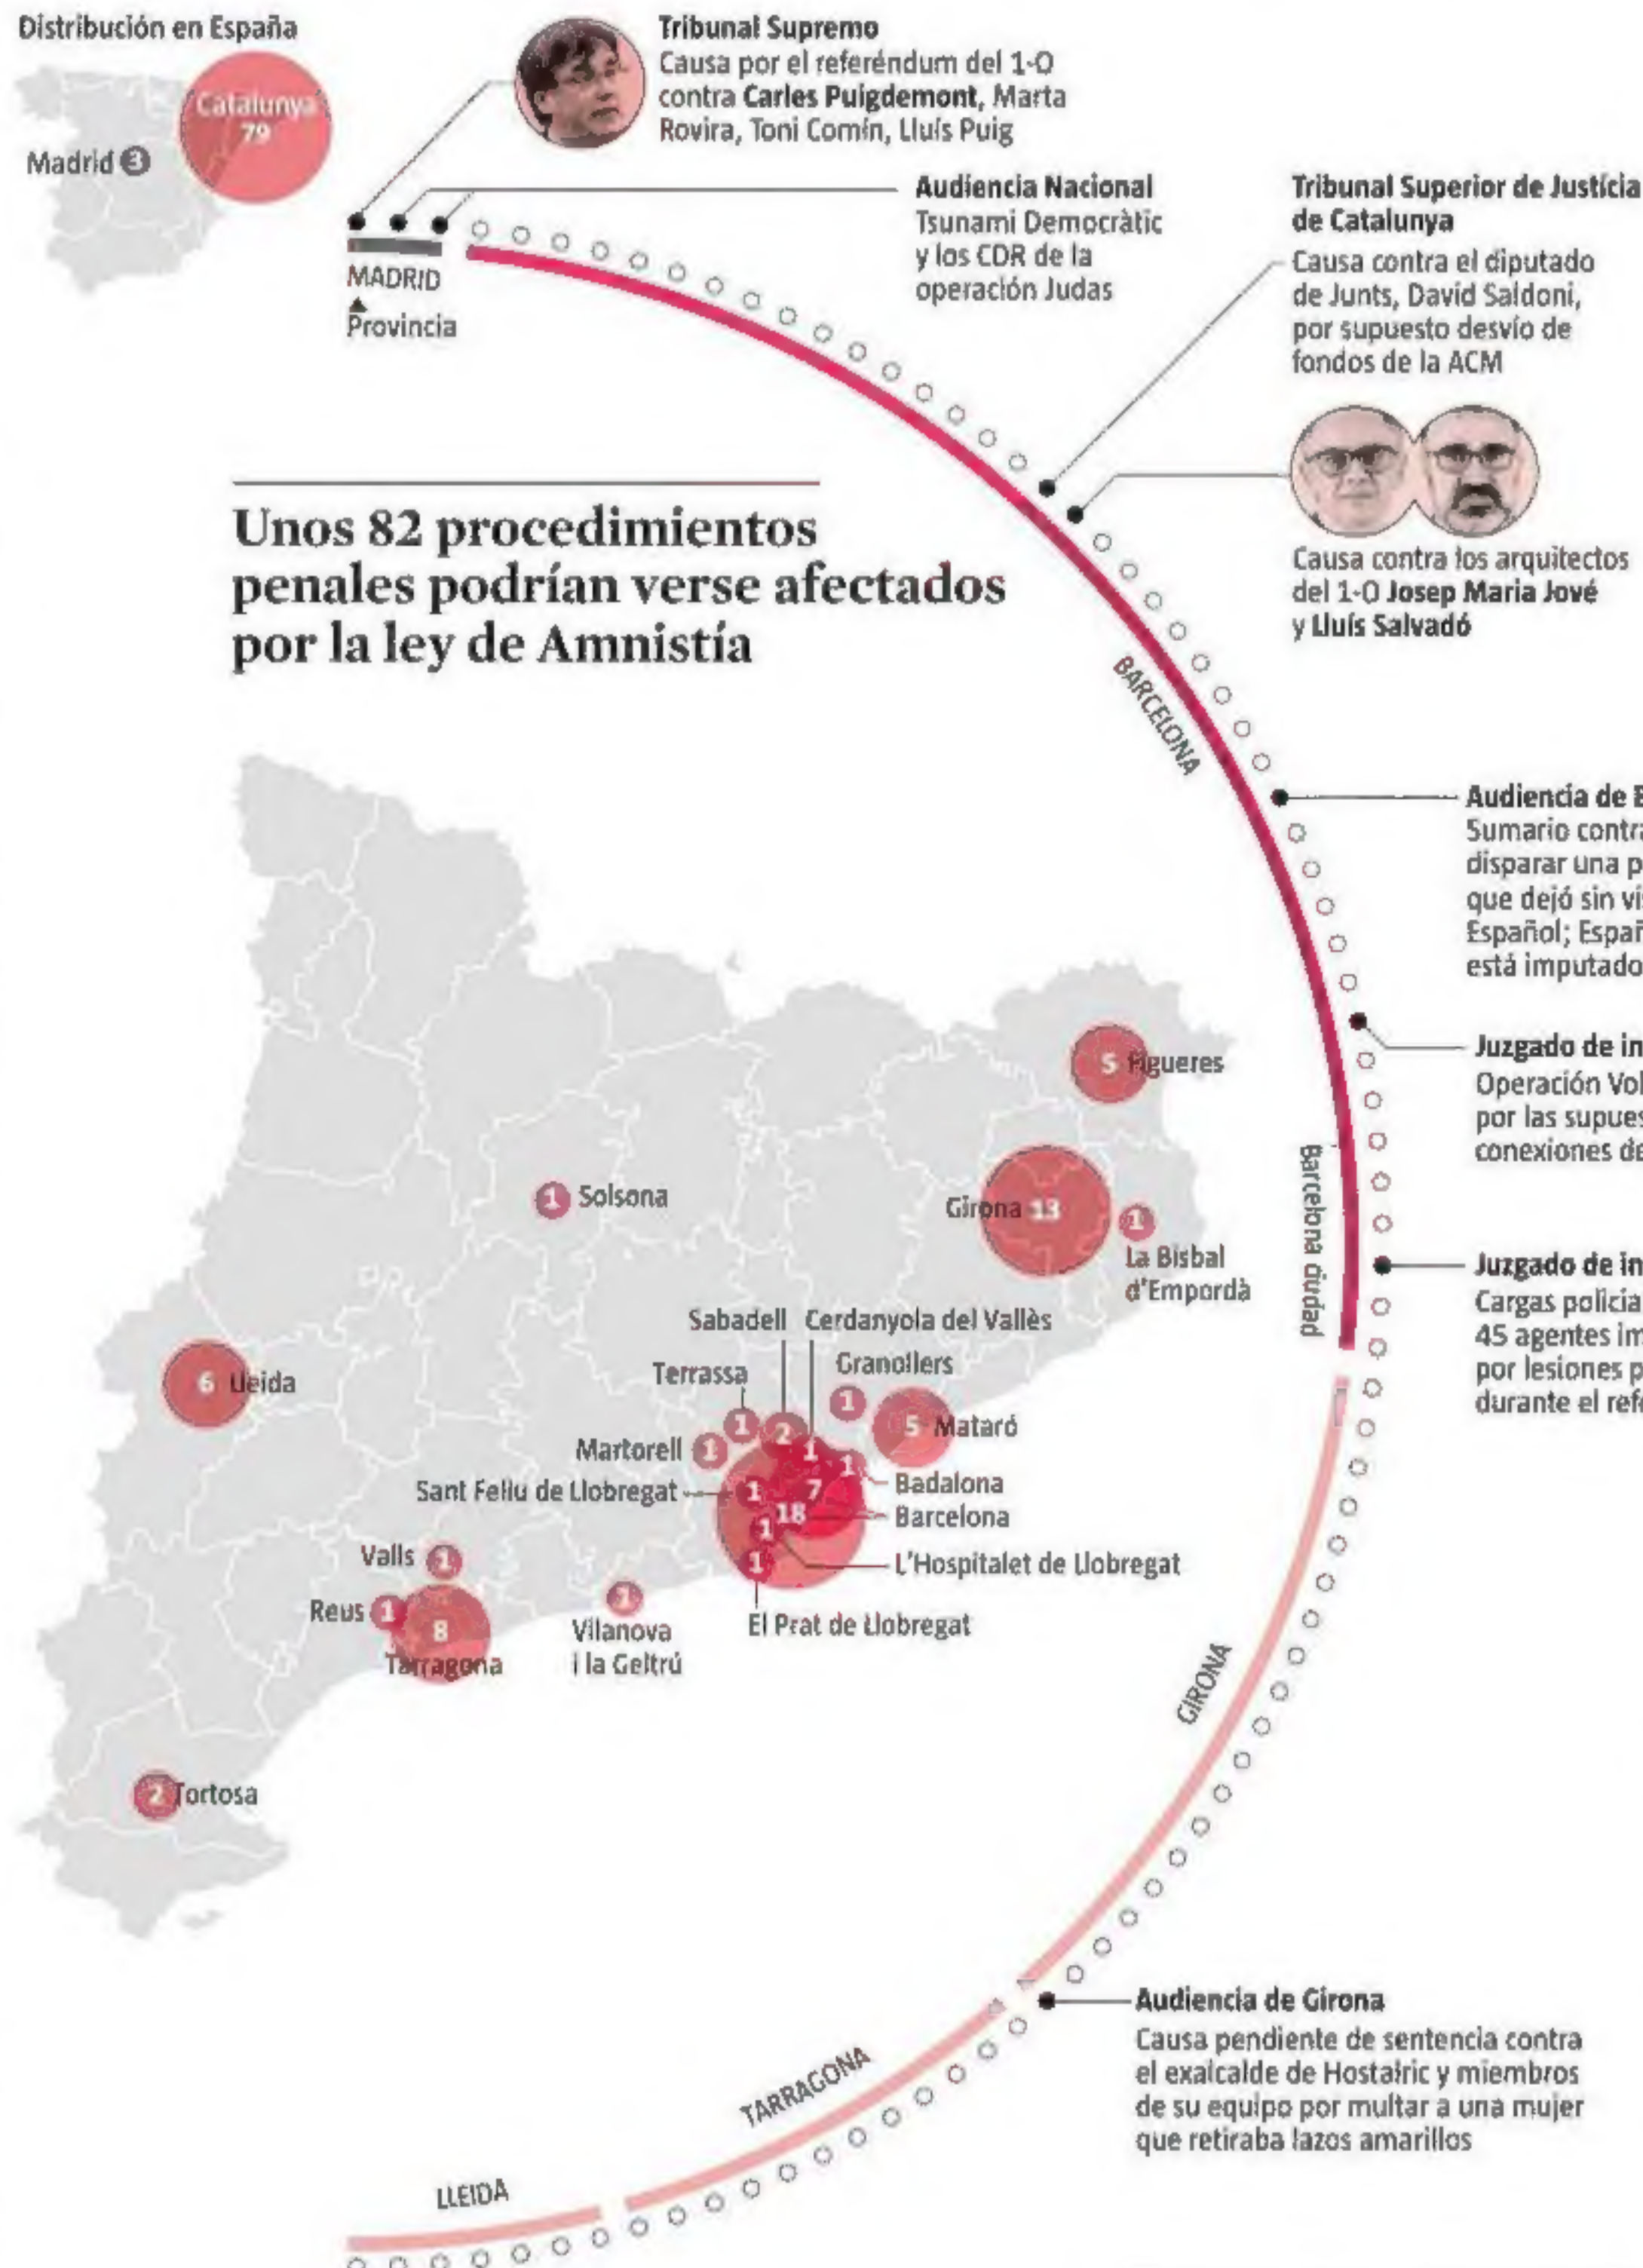 Distribución en España
Catalunya
79
Madrid 3
Tribunal Supremo
Causa por el referéndum del 1-O
contra Carles Puigdemont, Marta
Rovira, Toni Comín, Lluís Puig
Audiencia Nacional
Tsunami Democràtic
y los CDR de la
operación Judas
Tribunal Superior de Justícia
de Catalunya
Causa contra el diputado
de Junts, David Saldoni,
por supuesto desvío de
fondos de la ACM
MADRID
Provincia
Causa contra los arquitectos
del 1-O Josep Maria Jové
y Lluís Salvadó
Unos 82 procedimientos
penales podrían verse afectados
por la ley de Amnistía
BARCELONA
Audiencia de
Sumario contra
disparar una
que dejó sin
Español;
está imputado
Juzgado de
Operación
por las
conexiones
Barcelona ciudad
Juzgado de
Cargas
45 agentes
por lesiones
durante el
5 Figueres
1 Solsona
Girona 13
1
La Bisbal
d'Empordà
Sabadell
Cerdanyola del Vallès
Terrassa
Granollers
6 Lleida
1
1
2
5 Mataró
Martorell 1
1
1
Badalona
Sant Feliu de Llobregat
1
7
18
Barcelona
1
L'Hospitalet de Llobregat
1
El Prat de Llobregat
Valls 1
Reus 1
8
Tarragona
1
Vilanova
i la Geltrú
2 Tortosa
GIRONA
Audiencia de Girona
Causa pendiente de sentencia contra
el exalcalde de Hostalric y miembros
de su equipo por multar a una mujer
que retiraba lazos amarillos
TARRAGONA
LLEIDA